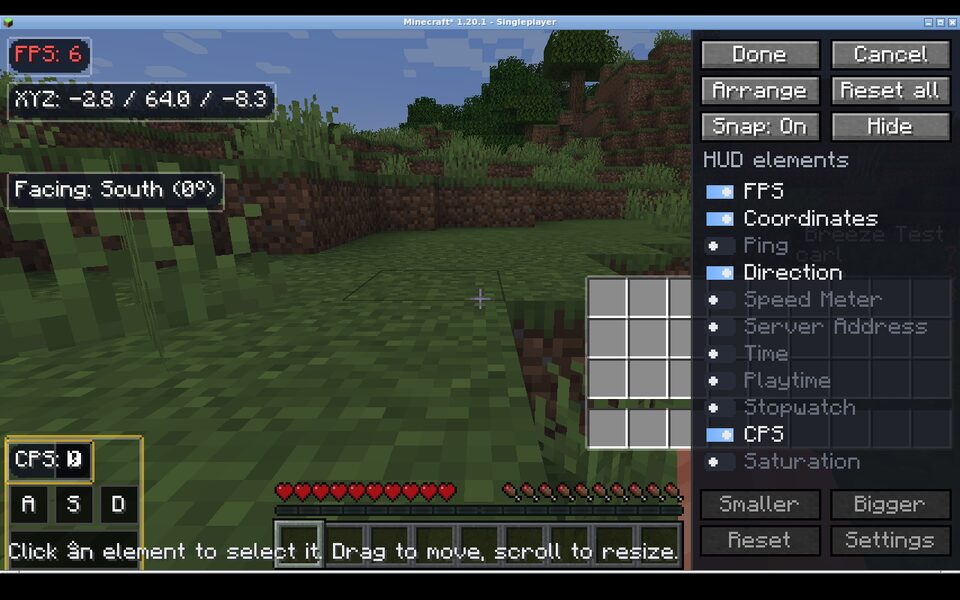 Minecraft* 1.20.1 - Singleplayer
FPS: 6
XYZ: -2.8 / 64.0 / -8.3
Facing: South (0°)
Done
Cancel
Arrange
Reset all
Snap: On
Hide
HUD elements
FPS
Coordinates
Ping
Breeze Test
Direction
Speed Meter
Server Address
Time
Playtime
Stopwatch
CPS
Saturation
Smaller
Bigger
Reset
Settings
CPS: 0
A
S
D
Click an element to select it. Drag to move, scroll to resize.